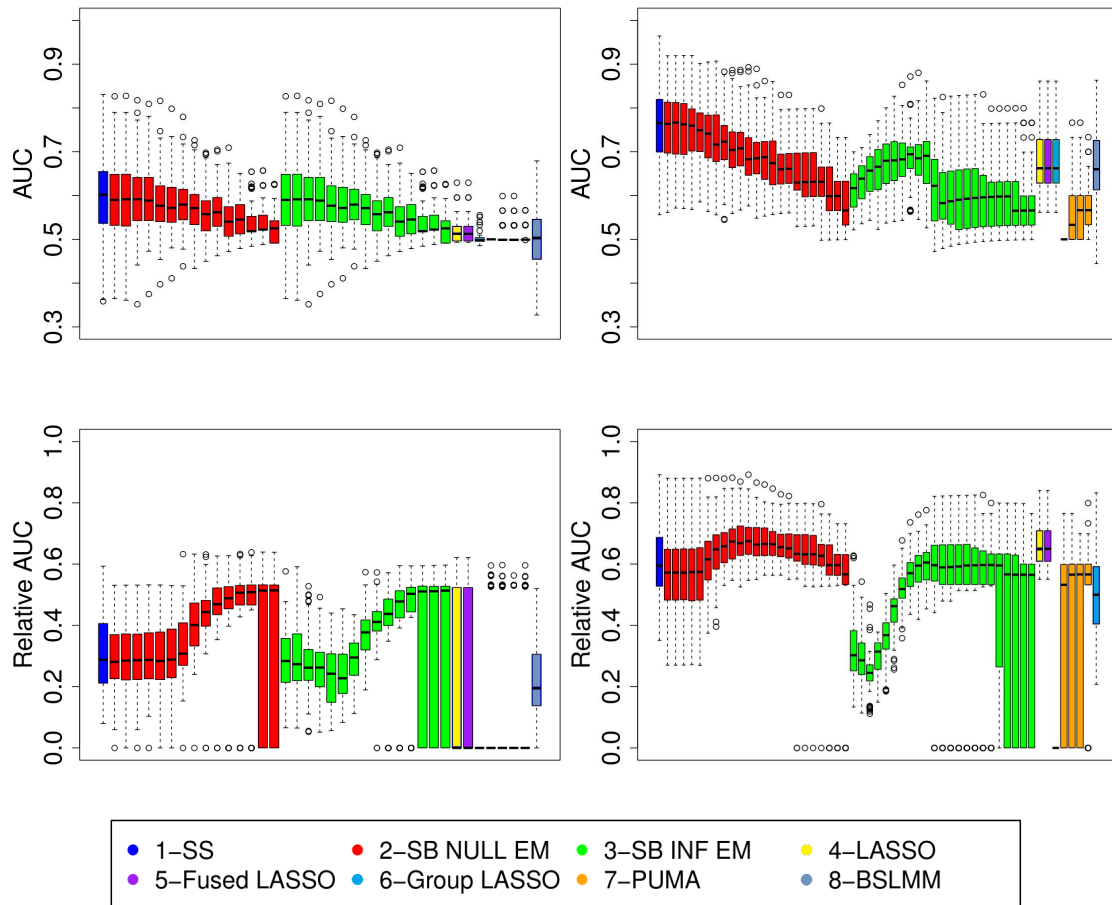 AUC
0.9
0.7
0.5
0.3
AUC
0.9
0.7
0.5
0.3
Relative AUC
1.0
0.8
0.6
0.4
0.2
0.0
Relative AUC
1.0
0.8
0.6
0.4
0.2
0.0
1−SS
2−SB NULL EM
3−SB INF EM
4−LASSO
5−Fused LASSO
6−Group LASSO
7−PUMA
8−BSLMM